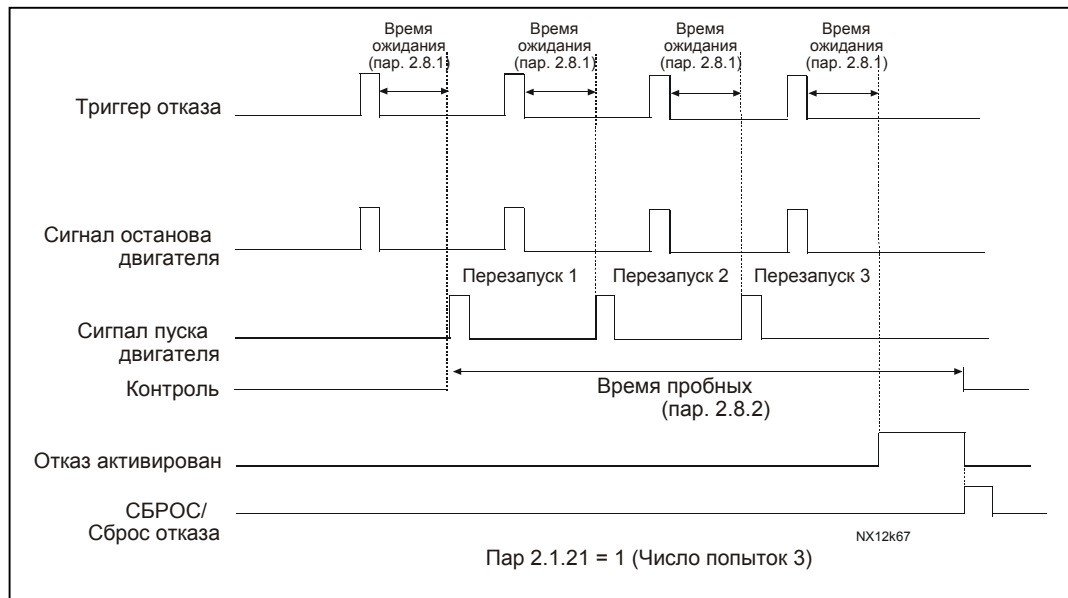 Время Время Время Время
ожидания ожидания ожидания ожидания
(пар. 2.8.1) (пар. 2.8.1) (пар. 2.8.1) (пар. 2.8.1)
Триггер отказа
Сигнал останова
двигателя
Перезапуск 1 Перезапуск 2 Перезапуск 3
Сигпал пуска
двигателя
Контроль
Время пробных
(пар. 2.8.2)
Отказ активирован
СБРОС/
Сброс отказа
NX12k67
Пар 2.1.21 = 1 (Число попыток 3)